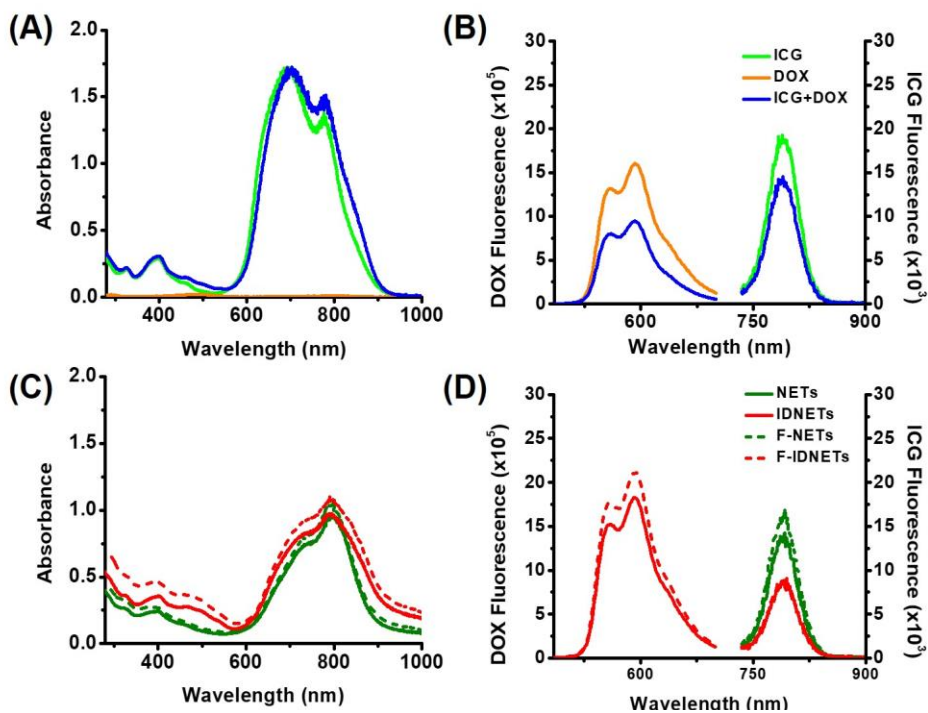 (A)
2.0
1.5
1.0
0.5
0.0
Absorbance
400 600 800 1000
Wavelength (nm)
(B)
30
25
20
15
10
5
0
DOX Fluorescence (x10⁵)
ICG
DOX
ICG+DOX
30
25
20
15
10
5
0
ICG Fluorescence (x10³)
600 750 900
Wavelength (nm)
(C)
2.0
1.5
1.0
0.5
0.0
Absorbance
400 600 800 1000
Wavelength (nm)
(D)
30
25
20
15
10
5
0
DOX Fluorescence (x10⁵)
NETs
IDNETs
F-NETs
F-IDNETs
30
25
20
15
10
5
0
ICG Fluorescence (x10³)
600 750 900
Wavelength (nm)